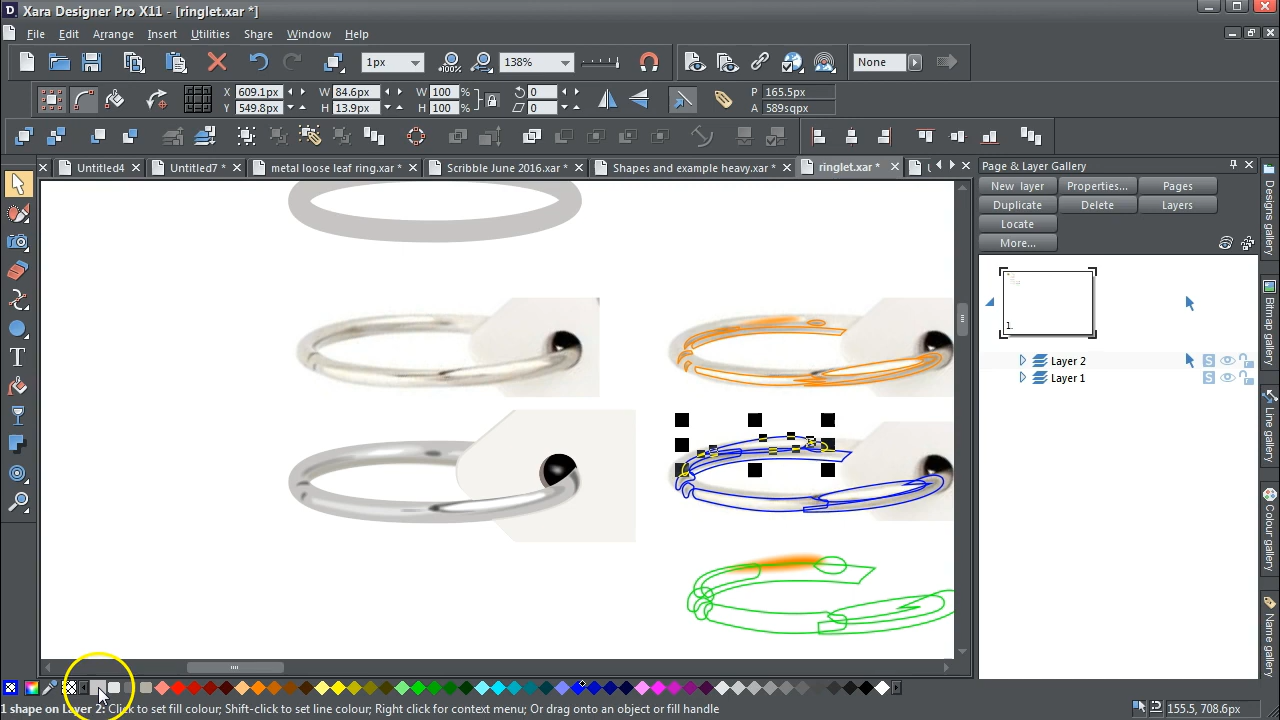 Xara Designer Pro X11 - [ringlet.xar *]
File Edit Arrange Insert Utilities Share Window Help
1px 100% 138% None
X 609.1px W 84.6px W 100 % 0 P 165.5px
Y 549.8px H 13.9px H 100 % 0 A 589sqpx
Untitled4 Untitled7 * metal loose leaf ring.xar * Scribble June 2016.xar * Shapes and example heavy.xar * ringlet.xar *
Page & Layer Gallery
New layer Properties... Pages
Duplicate Delete Layers
Locate
More...
1.
Layer 2 S
Layer 1 S
Designs gallery
Bitmap gallery
Line gallery
Colour gallery
Name gallery
1 shape on Layer 2: Click to set fill colour; Shift-click to set line colour; Right click for context menu; Or drag onto an object or fill handle
155.5, 708.6px